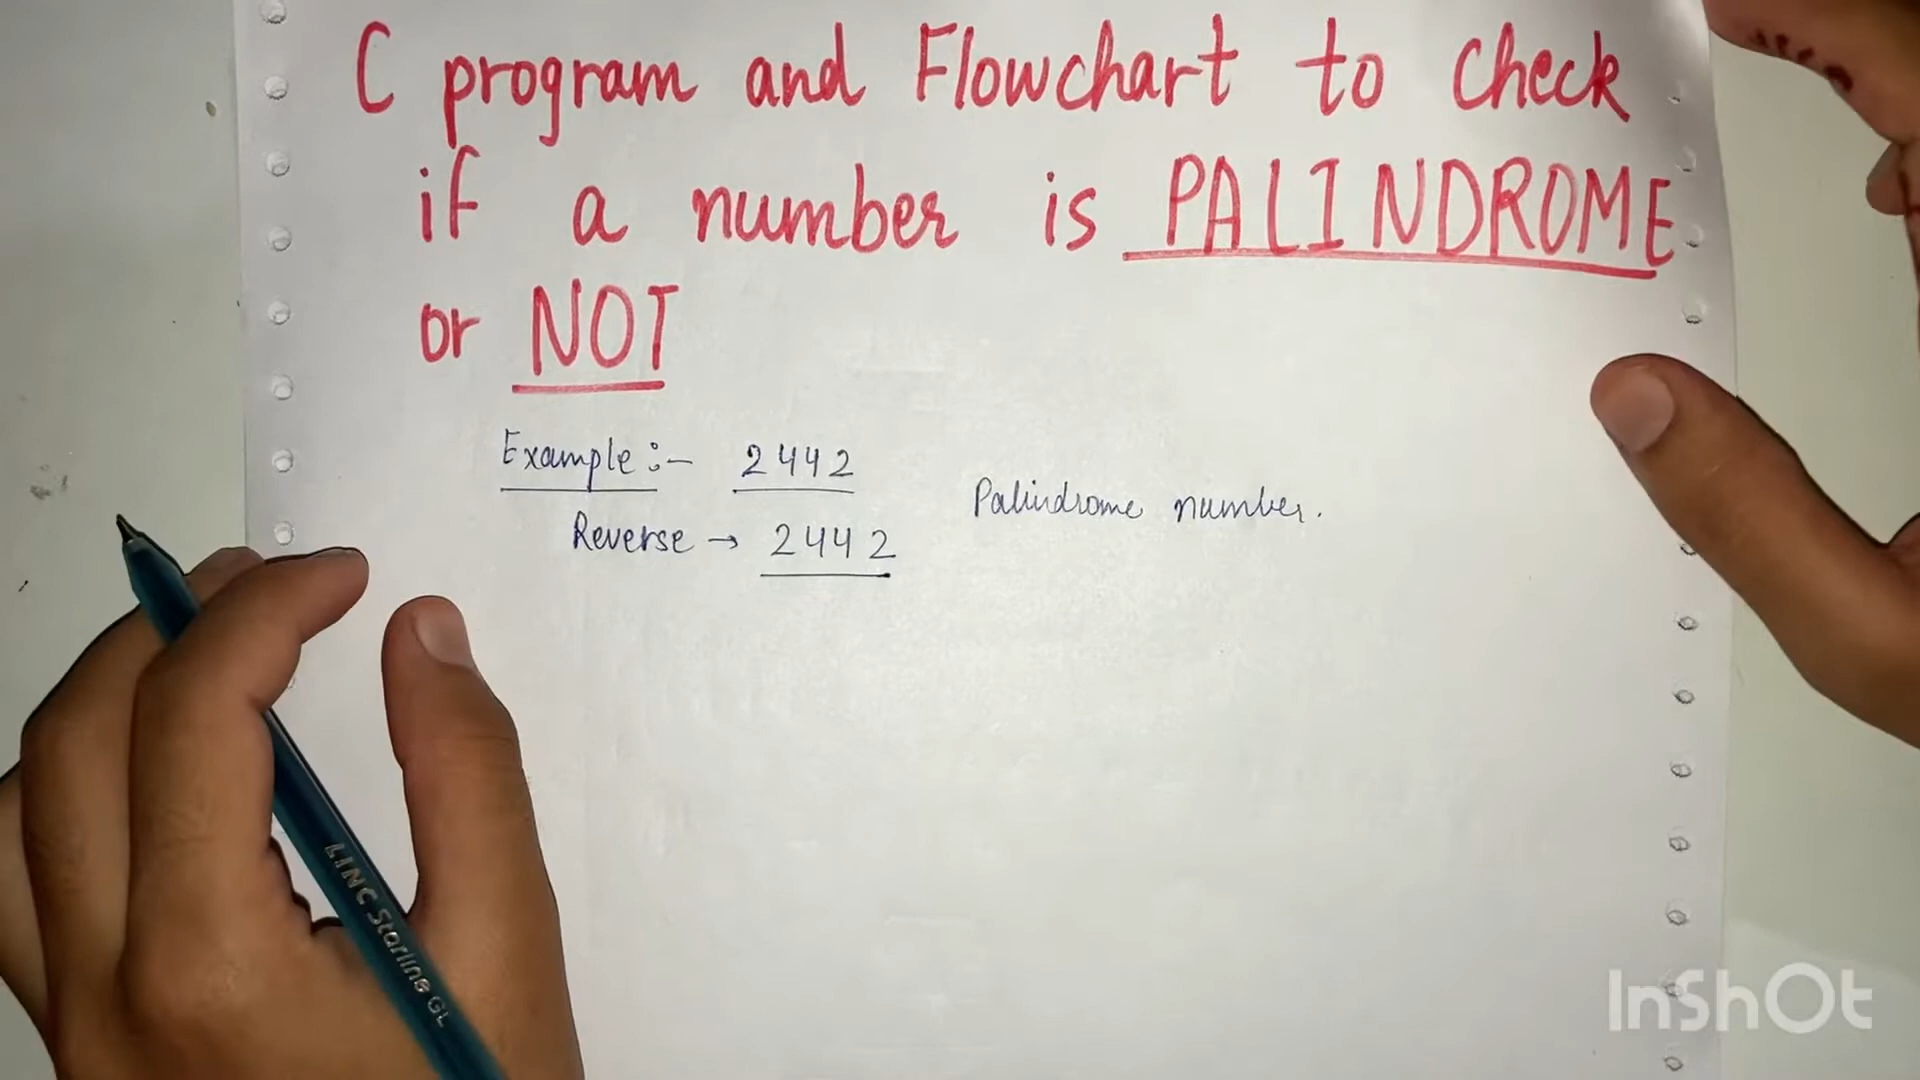 C program and Flowchart to check
if a number is PALINDROME
or NOT
Example :- 2442
Reverse → 2442
Palindrome number.
LINC Starline GL
InShOt